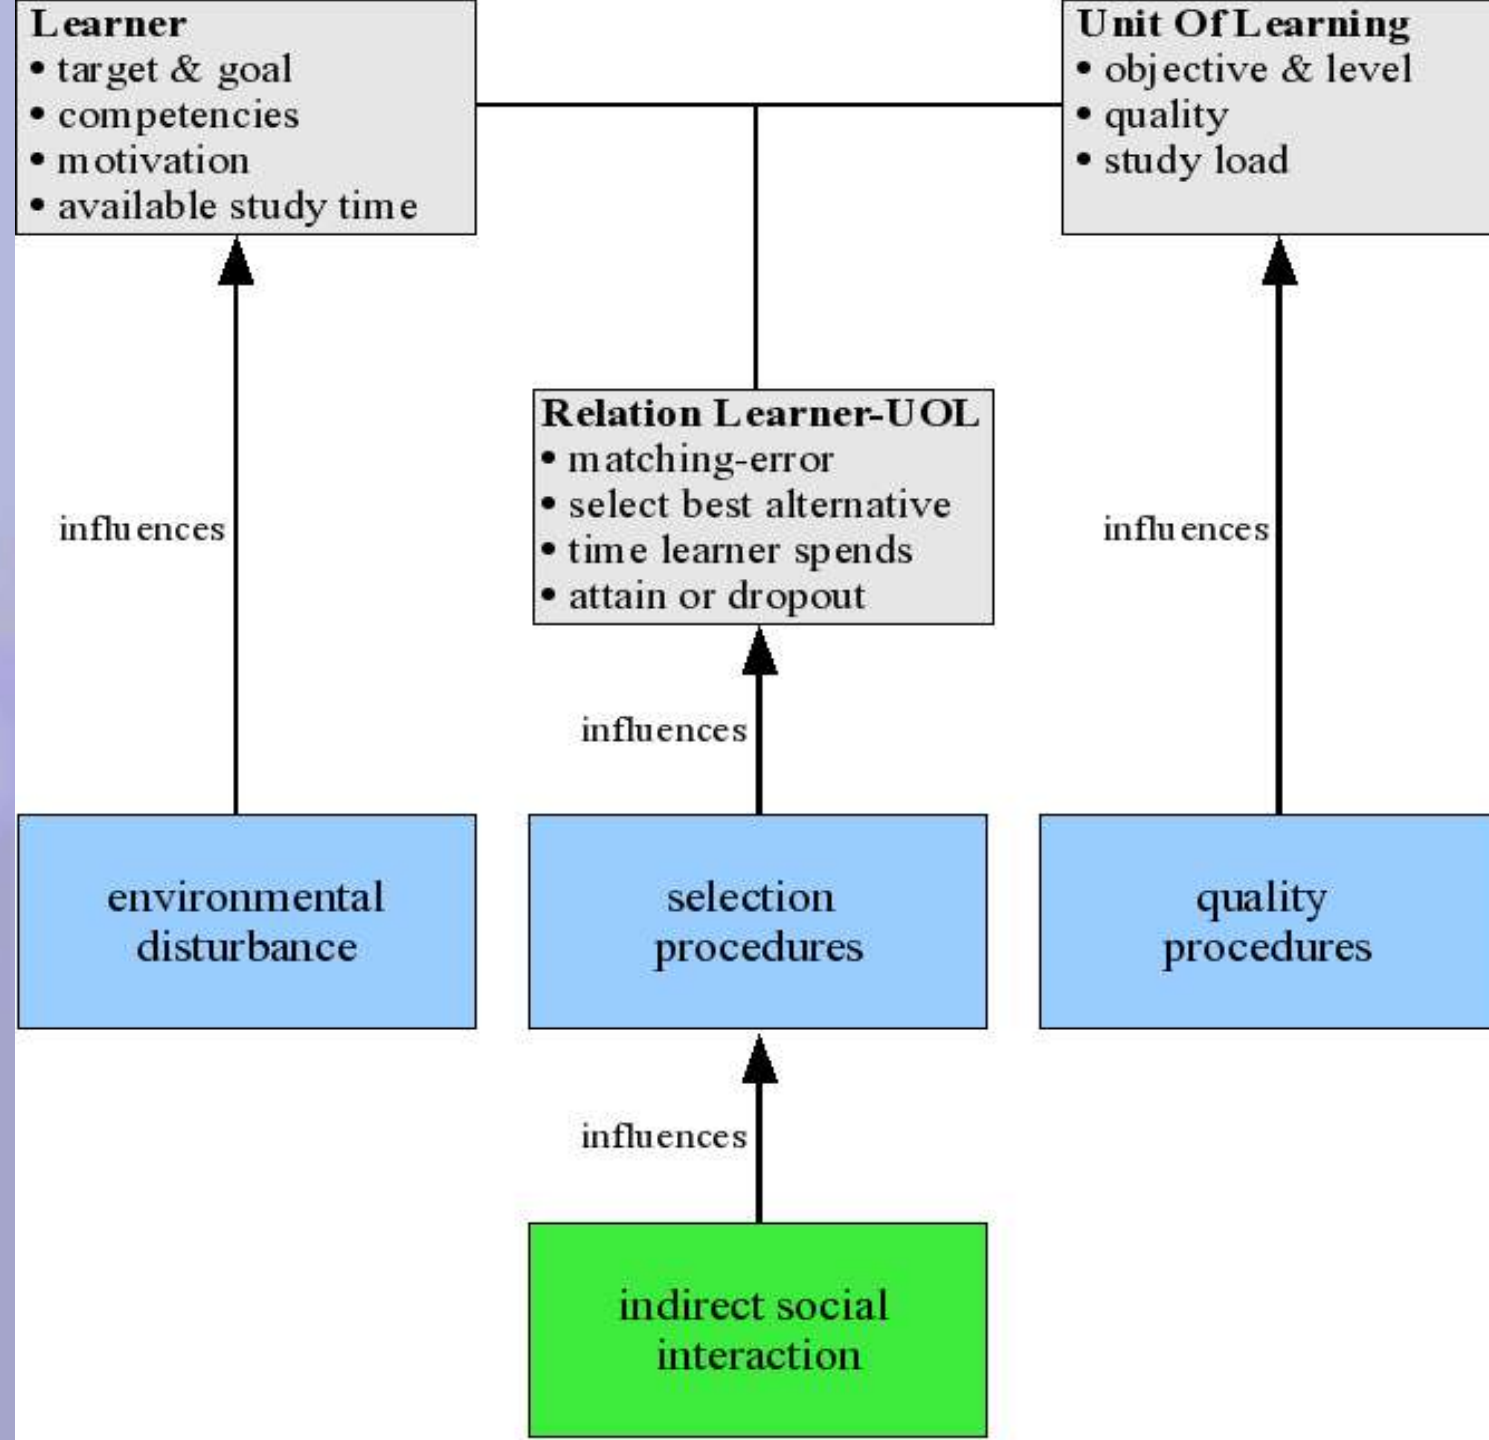 Learner
• target & goal
• competencies
• motivation
• available study time
Unit Of Learning
• objective & level
• quality
• study load
Relation Learner-UOL
• matching-error
• select best alternative
• time learner spends
• attain or dropout
influences
influences
influences
environmental
disturbance
selection
procedures
quality
procedures
influences
indirect social
interaction